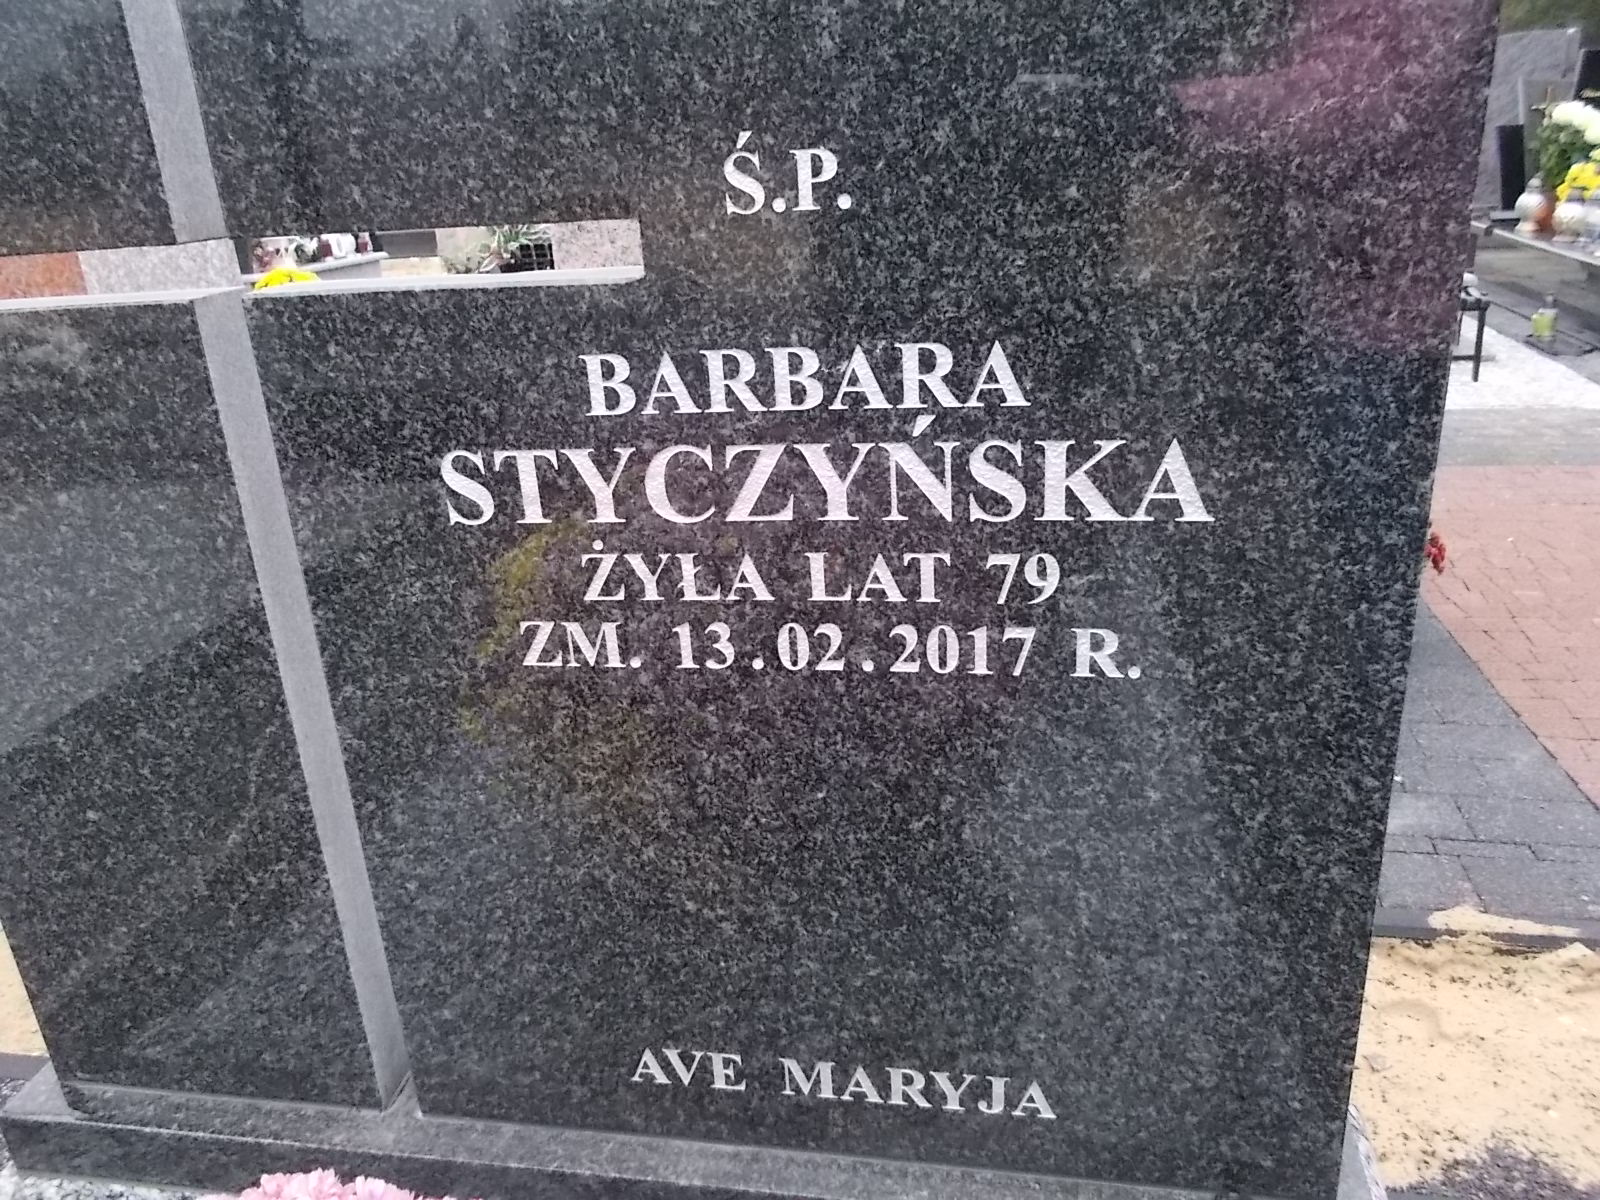 Ś.P.
BARBARA
STYCZYŃSKA
ŻYŁA LAT 79
ZM. 13.02.2017 R.
AVE MARYJA